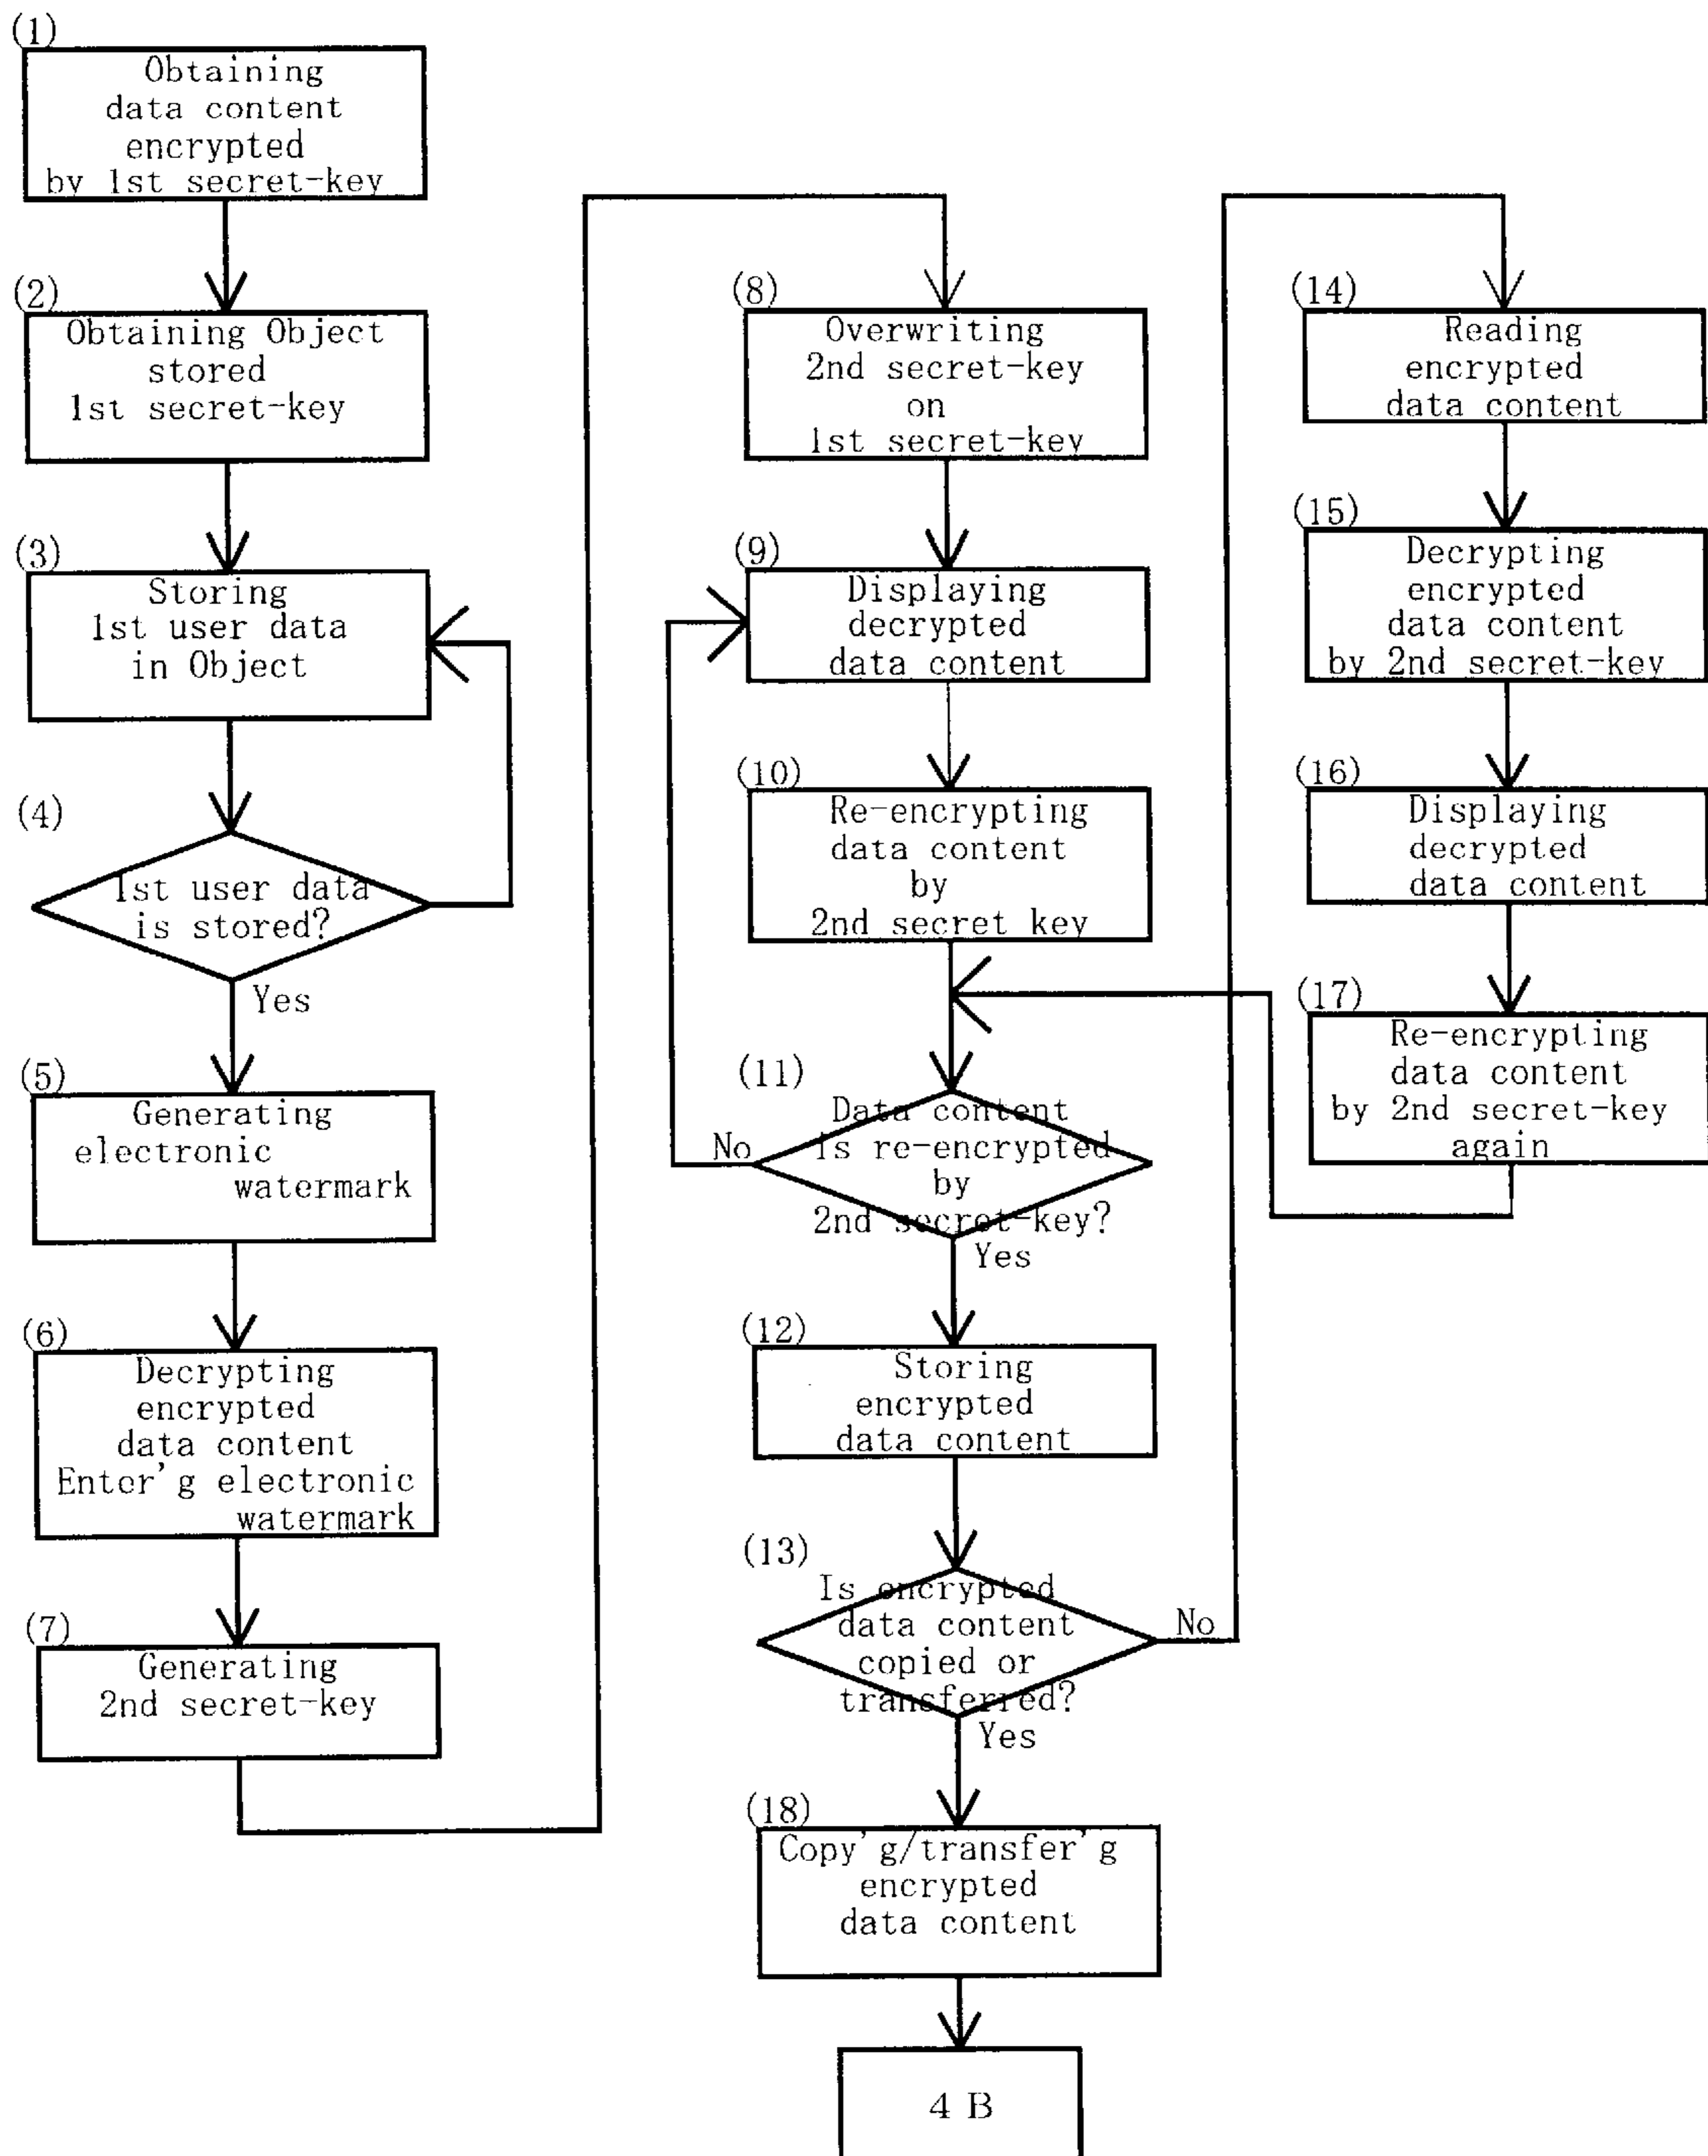 (1)
Obtaining
data content
encrypted
by 1st secret-key
(2)
Obtaining Object
stored
1st secret-key
(3)
Storing
1st user data
in Object
(4)
1st user data
is stored?
Yes
(5)
Generating
electronic
watermark
(6)
Decrypting
encrypted
data content
Enter'g electronic
watermark
(7)
Generating
2nd secret-key
(8)
Overwriting
2nd secret-key
on
1st secret-key
(9)
Displaying
decrypted
data content
(10)
Re-encrypting
data content
by
2nd secret key
(11)
Data content
is re-encrypted
by
2nd secret-key?
No
Yes
(12)
Storing
encrypted
data content
(13)
Is encrypted
data content
copied or
transferred?
No
Yes
(18)
Copy'g/transfer'g
encrypted
data content
4 B
(14)
Reading
encrypted
data content
(15)
Decrypting
encrypted
data content
by 2nd secret-key
(16)
Displaying
decrypted
data content
(17)
Re-encrypting
data content
by 2nd secret-key
again